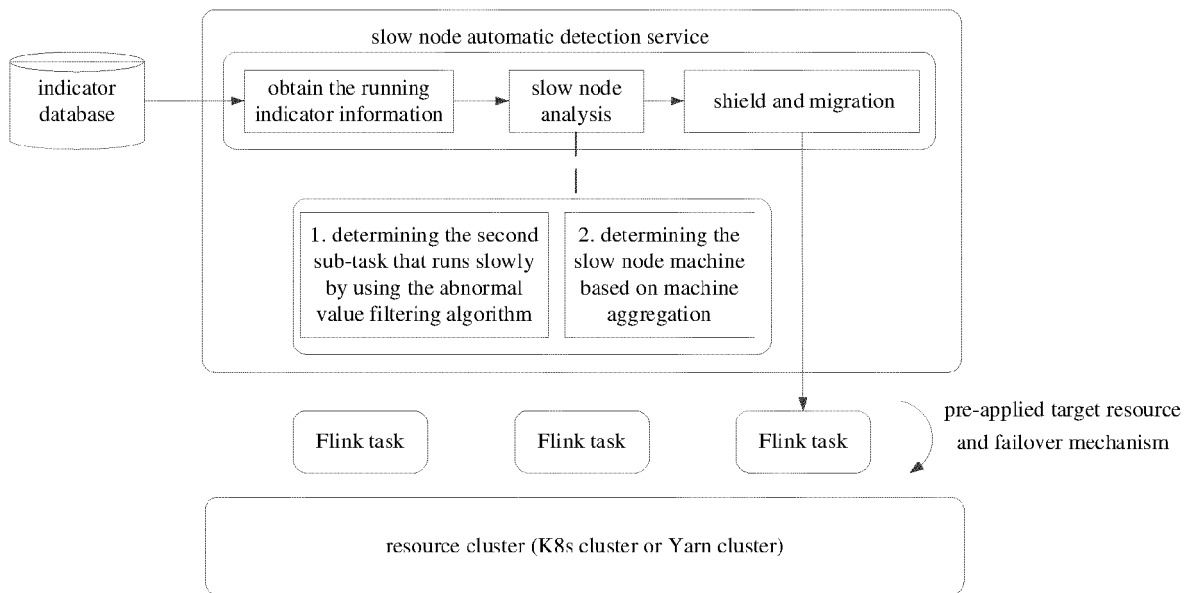 slow node automatic detection service
indicator
database
obtain the running
indicator information
slow node
analysis
shield and migration
1. determining the second
sub-task that runs slowly
by using the abnormal
value filtering algorithm
2. determining the
slow node machine
based on machine
aggregation
Flink task
Flink task
Flink task
pre-applied target resource
and failover mechanism
resource cluster (K8s cluster or Yarn cluster)